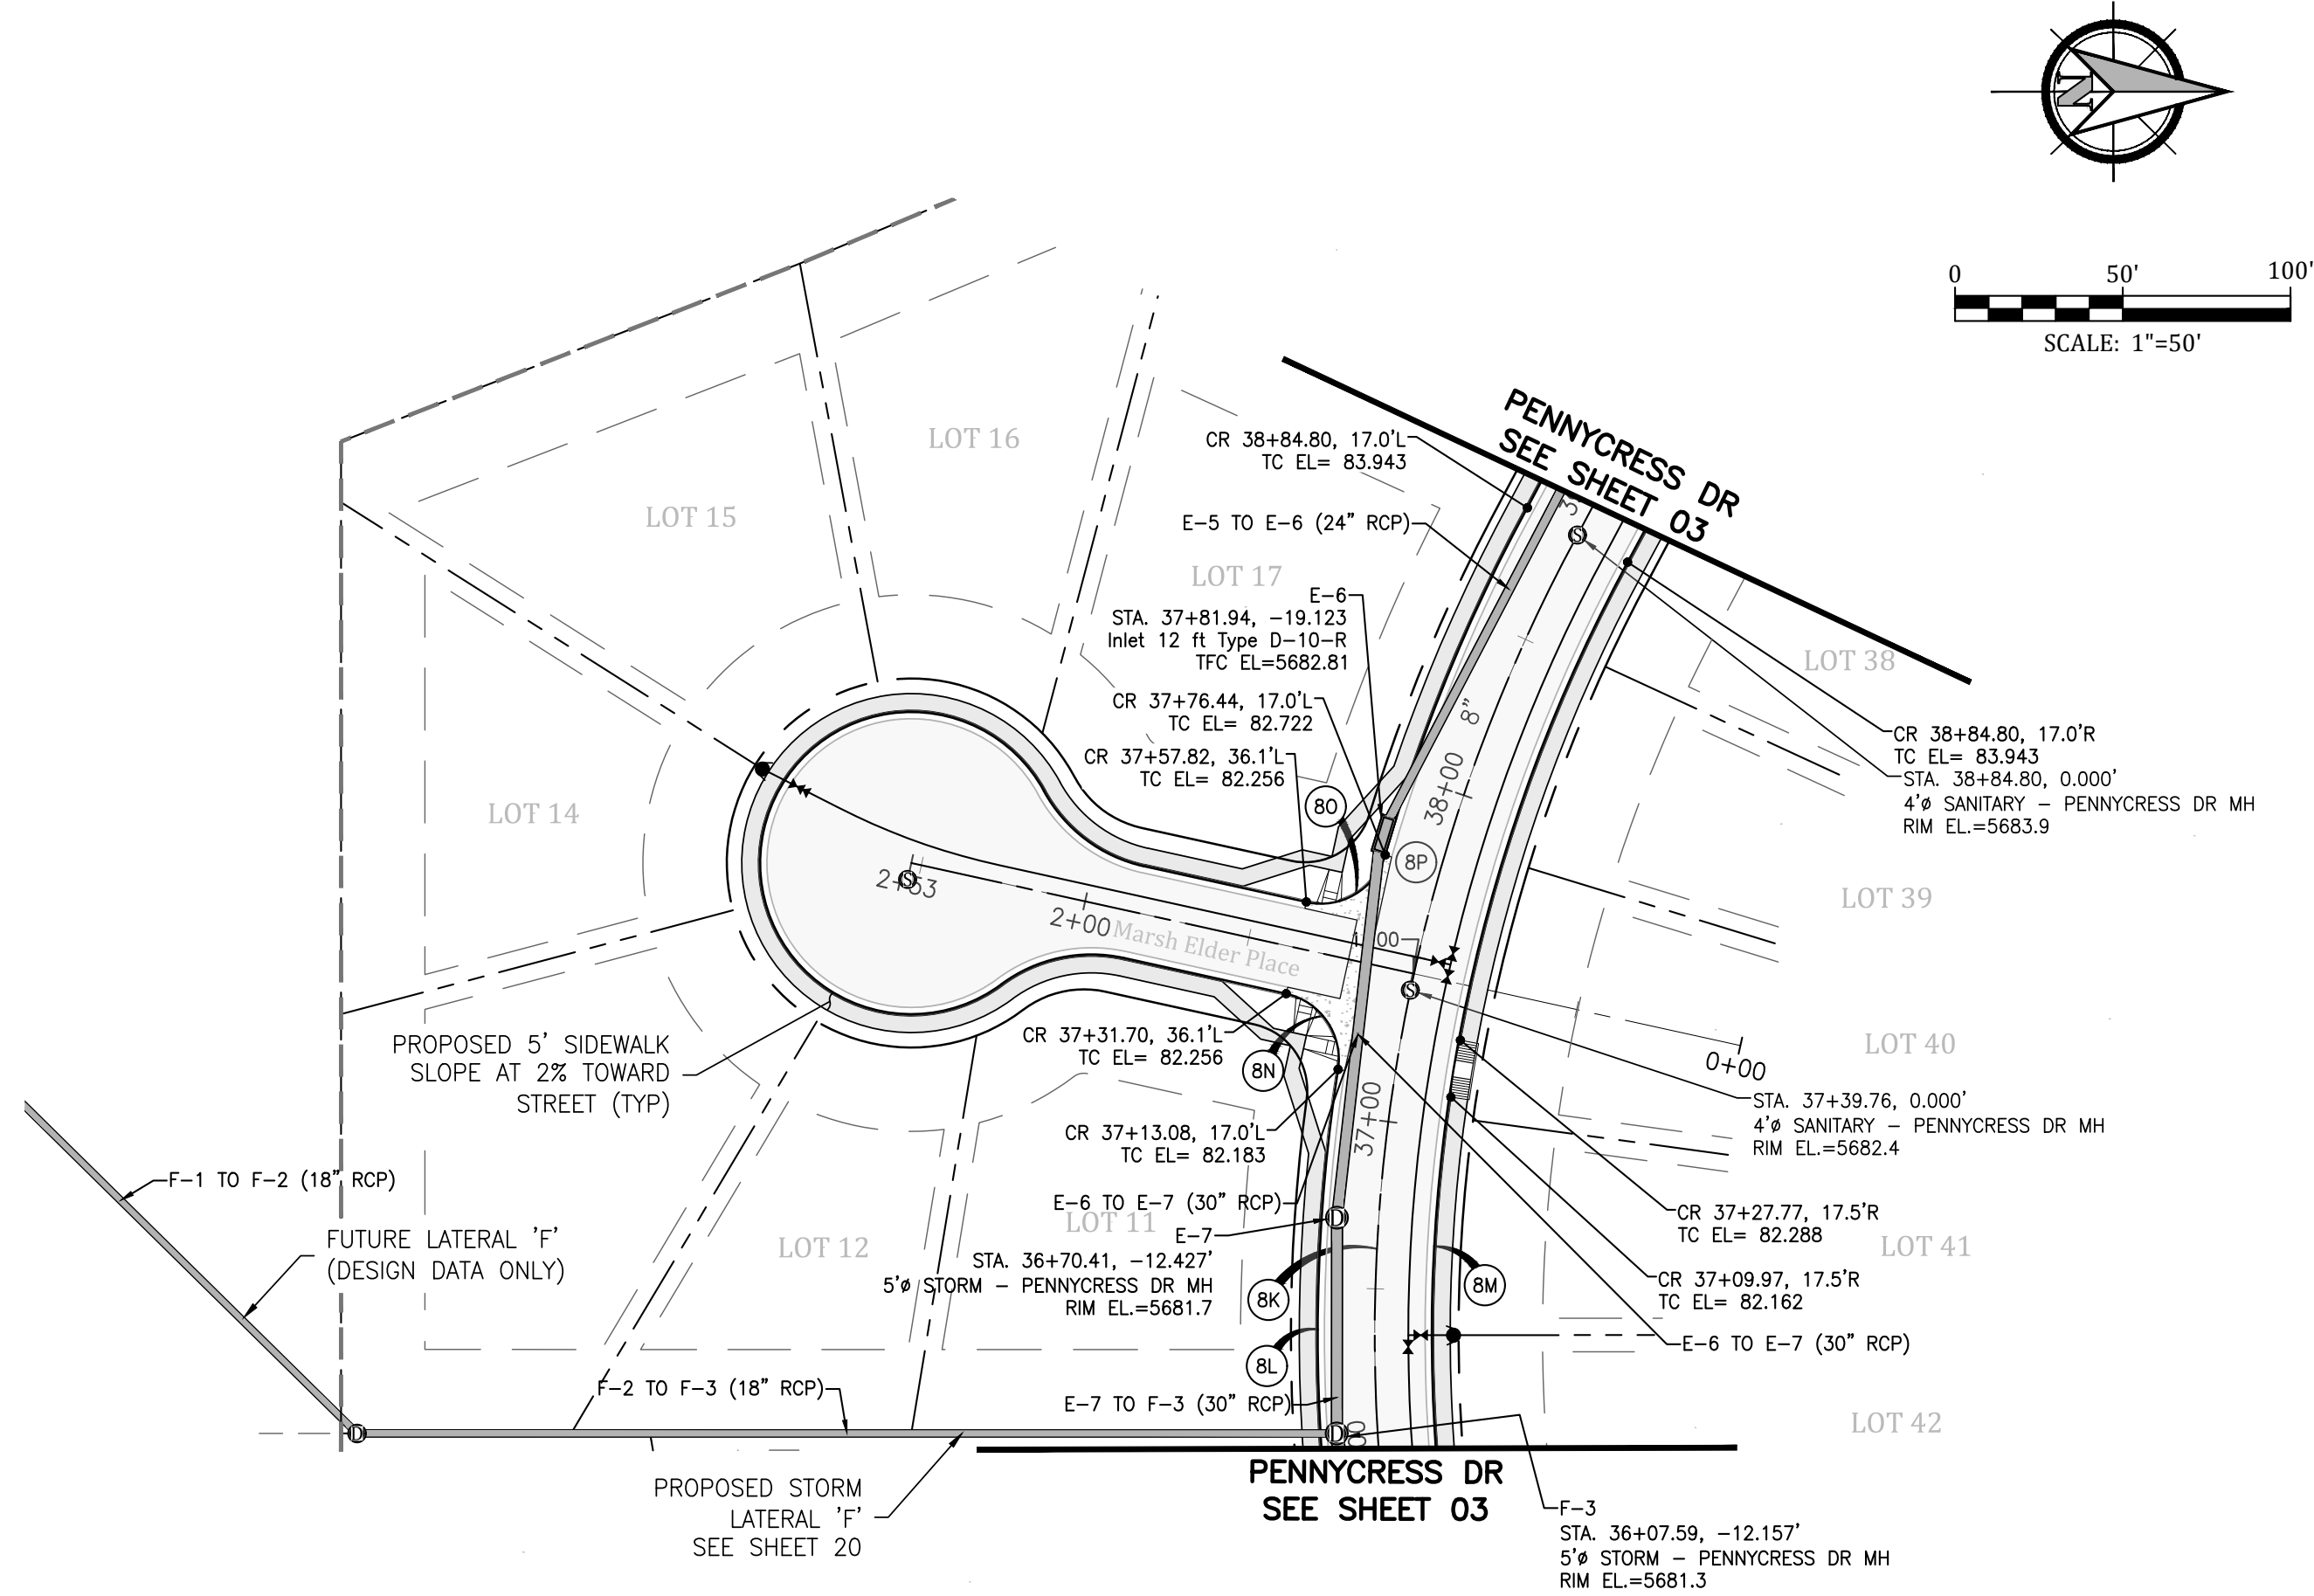 N
0 50' 100'
SCALE: 1"=50'
PENNYCRESS DR
SEE SHEET 03
LOT 16
CR 38+84.80, 17.0'L
TC EL= 83.943
LOT 15
E-5 TO E-6 (24" RCP)
LOT 17
E-6
STA. 37+81.94, -19.123
Inlet 12 ft Type D-10-R
TFC EL=5682.81
LOT 38
CR 37+76.44, 17.0'L
TC EL= 82.722
8"
CR 38+84.80, 17.0'R
TC EL= 83.943
CR 37+57.82, 36.1'L
TC EL= 82.256
STA. 38+84.80, 0.000'
4'ø SANITARY - PENNYCRESS DR MH
RIM EL.=5683.9
38+00
8O
LOT 14
8P
S
S
2+53
2+00
Marsh Elder Place
00
S
LOT 39
PROPOSED 5' SIDEWALK
SLOPE AT 2% TOWARD
STREET (TYP)
CR 37+31.70, 36.1'L
TC EL= 82.256
8N
LOT 40
0+00
37+00
STA. 37+39.76, 0.000'
4'ø SANITARY - PENNYCRESS DR MH
RIM EL.=5682.4
CR 37+13.08, 17.0'L
TC EL= 82.183
F-1 TO F-2 (18" RCP)
E-6 TO E-7 (30" RCP)
LOT 11
CR 37+27.77, 17.5'R
TC EL= 82.288
FUTURE LATERAL 'F'
(DESIGN DATA ONLY)
LOT 12
E-7
STA. 36+70.41, -12.427'
5'ø STORM - PENNYCRESS DR MH
RIM EL.=5681.7
D
LOT 41
8K
8M
CR 37+09.97, 17.5'R
TC EL= 82.162
E-6 TO E-7 (30" RCP)
8L
F-2 TO F-3 (18" RCP)
E-7 TO F-3 (30" RCP)
LOT 42
D
D
PENNYCRESS DR
SEE SHEET 03
PROPOSED STORM
LATERAL 'F'
SEE SHEET 20
F-3
STA. 36+07.59, -12.157'
5'ø STORM - PENNYCRESS DR MH
RIM EL.=5681.3